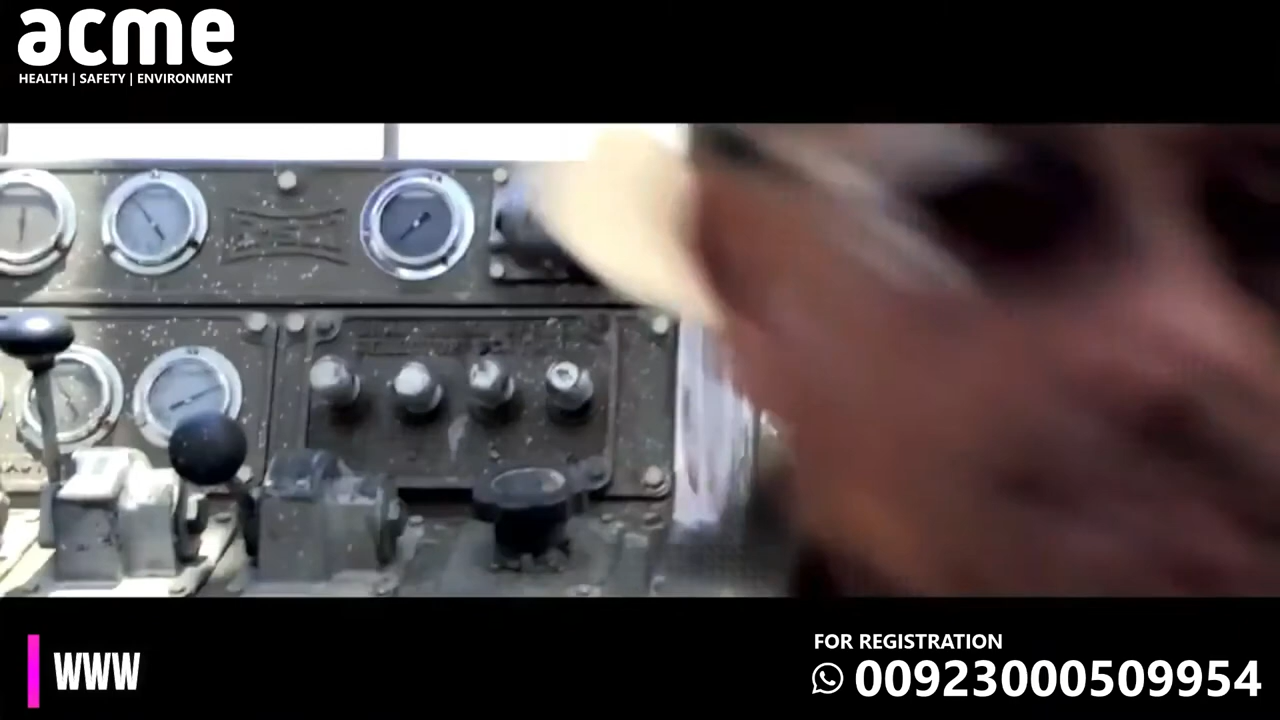 acme
HEALTH | SAFETY | ENVIRONMENT
WWW
FOR REGISTRATION
00923000509954